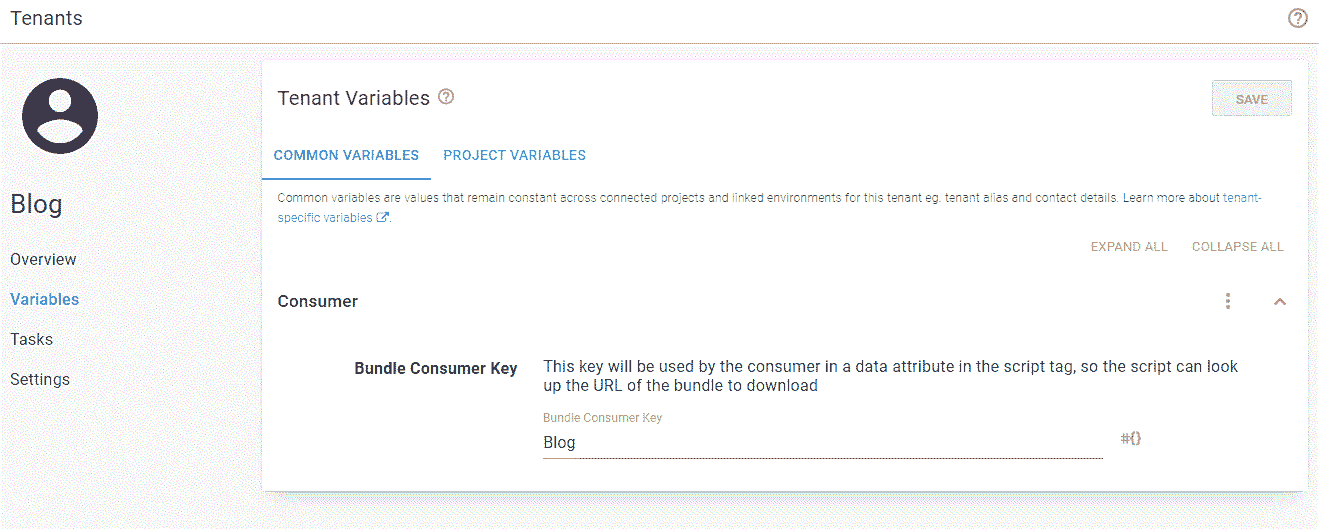 Tenants
Blog
Overview
Variables
Tasks
Settings
Tenant Variables
SAVE
COMMON VARIABLES
PROJECT VARIABLES
Common variables are values that remain constant across connected projects and linked environments for this tenant eg. tenant alias and contact details. Learn more about tenant-
specific variables.
EXPAND ALL
COLLAPSE ALL
Consumer
Bundle Consumer Key
This key will be used by the consumer in a data attribute in the script tag, so the script can look
up the URL of the bundle to download
Bundle Consumer Key
Blog
#{}